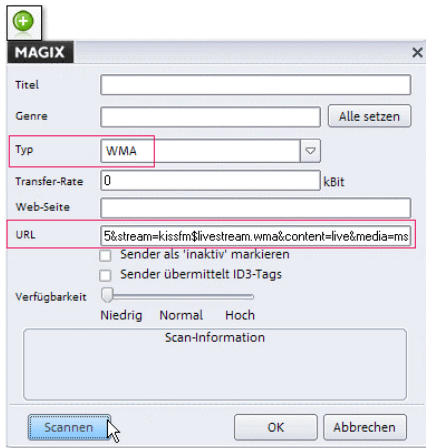 MAGIX
Titel
Genre
Alle setzen
Typ
WMA
Transfer-Rate
0
kBit
Web-Seite
URL
5&stream=kissfm$livestream.wma&content=live&media=ms
Sender als 'inaktiv' markieren
Sender übermittelt ID3-Tags
Verfügbarkeit
Niedrig Normal Hoch
Scan-Information
Scannen
OK
Abbrechen